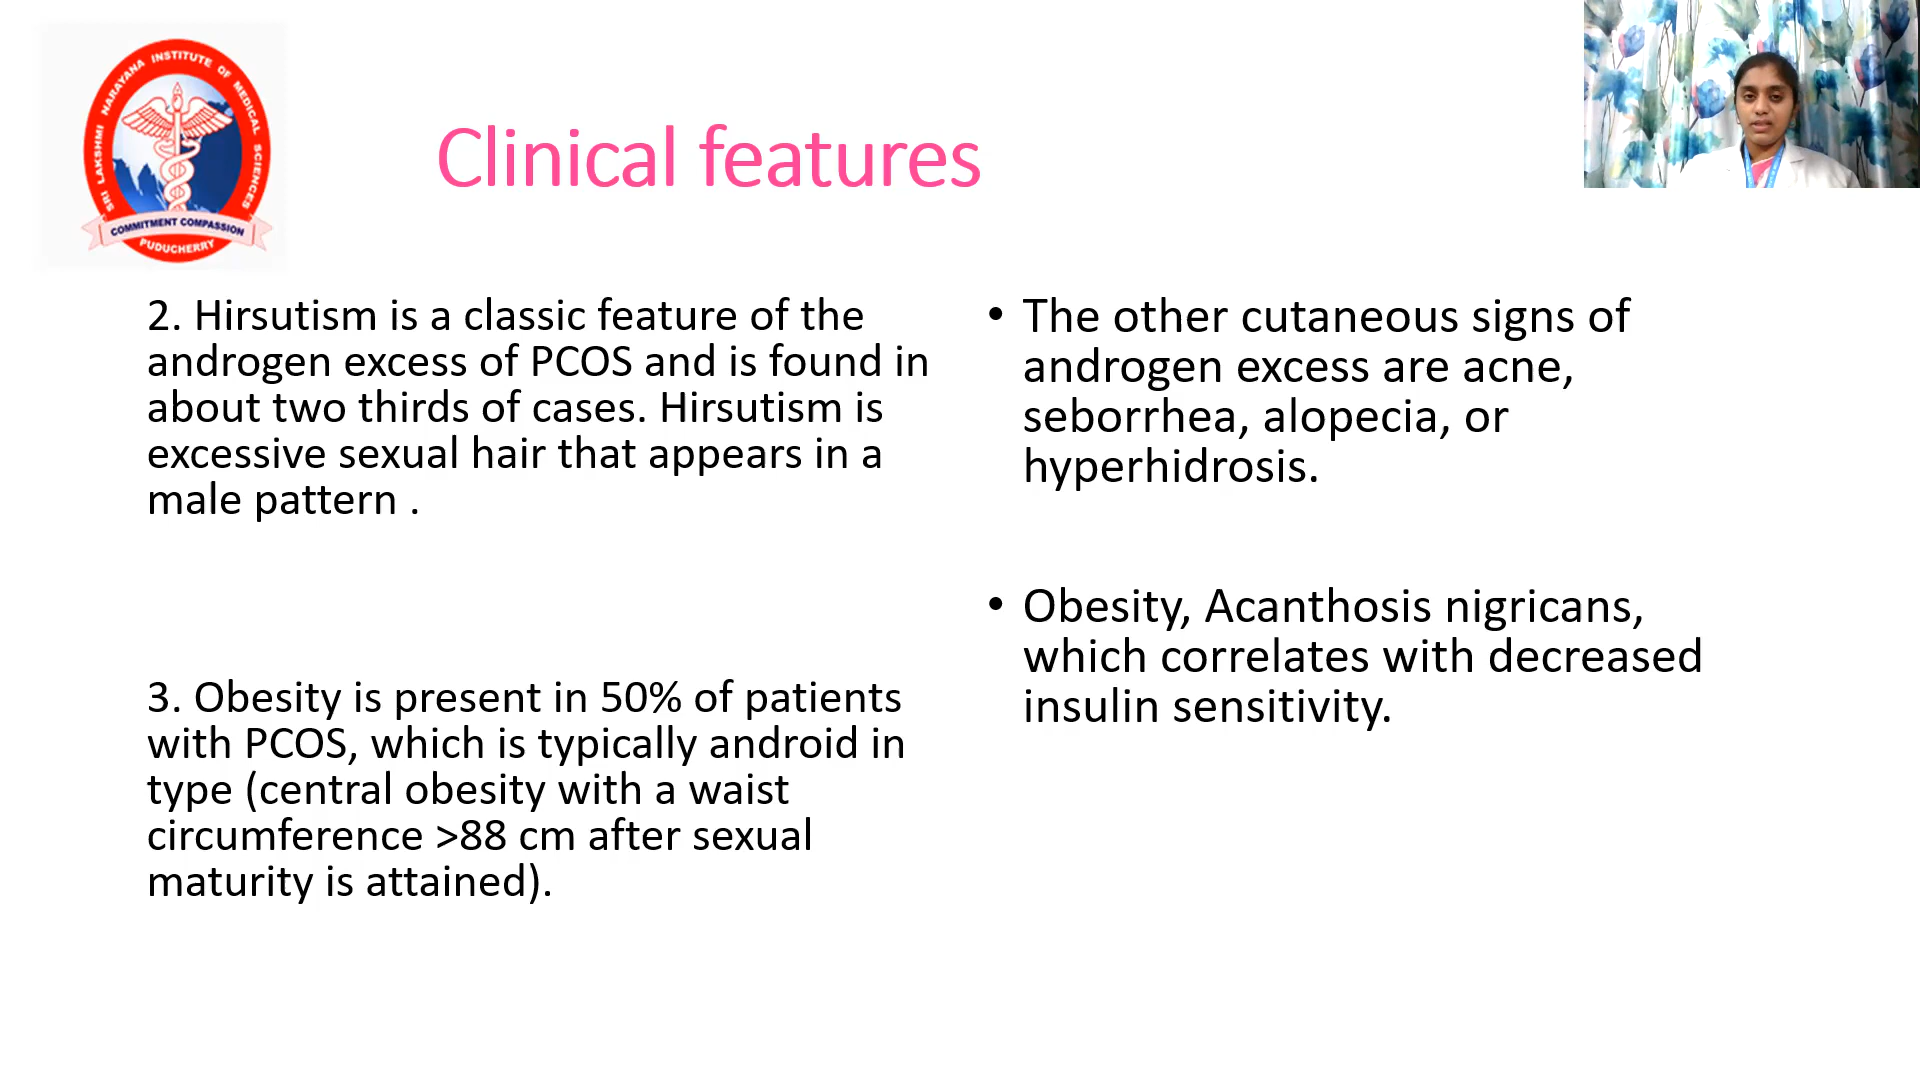 SRI LAKSHMI NARAYANA INSTITUTE OF MEDICAL SCIENCES
COMMITMENT COMPASSION
PUDUCHERRY
Clinical features
2. Hirsutism is a classic feature of the
androgen excess of PCOS and is found in
about two thirds of cases. Hirsutism is
excessive sexual hair that appears in a
male pattern .
3. Obesity is present in 50% of patients
with PCOS, which is typically android in
type (central obesity with a waist
circumference >88 cm after sexual
maturity is attained).
• The other cutaneous signs of
androgen excess are acne,
seborrhea, alopecia, or
hyperhidrosis.
• Obesity, Acanthosis nigricans,
which correlates with decreased
insulin sensitivity.